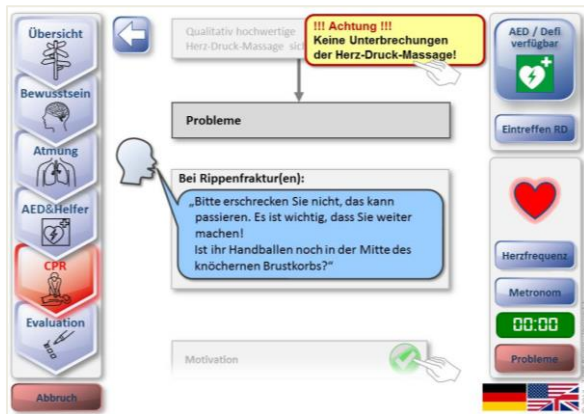 Übersicht
Bewusstsein
Atmung
AED&Helfer
CPR
Evaluation
Abbruch
Qualitativ hochwertige
Herz-Druck-Massage
!!! Achtung !!!
Keine Unterbrechungen
der Herz-Druck-Massage!
Probleme
Bei Rippenfraktur(en):
„Bitte erschrecken Sie nicht, das kann
passieren. Es ist wichtig, dass Sie weiter
machen!
Ist ihr Handballen noch in der Mitte des
knöchernen Brustkorbs?“
Motivation
AED / Defi
verfügbar
Eintreffen RD
Herzfrequenz
Metronom
00:00
Probleme